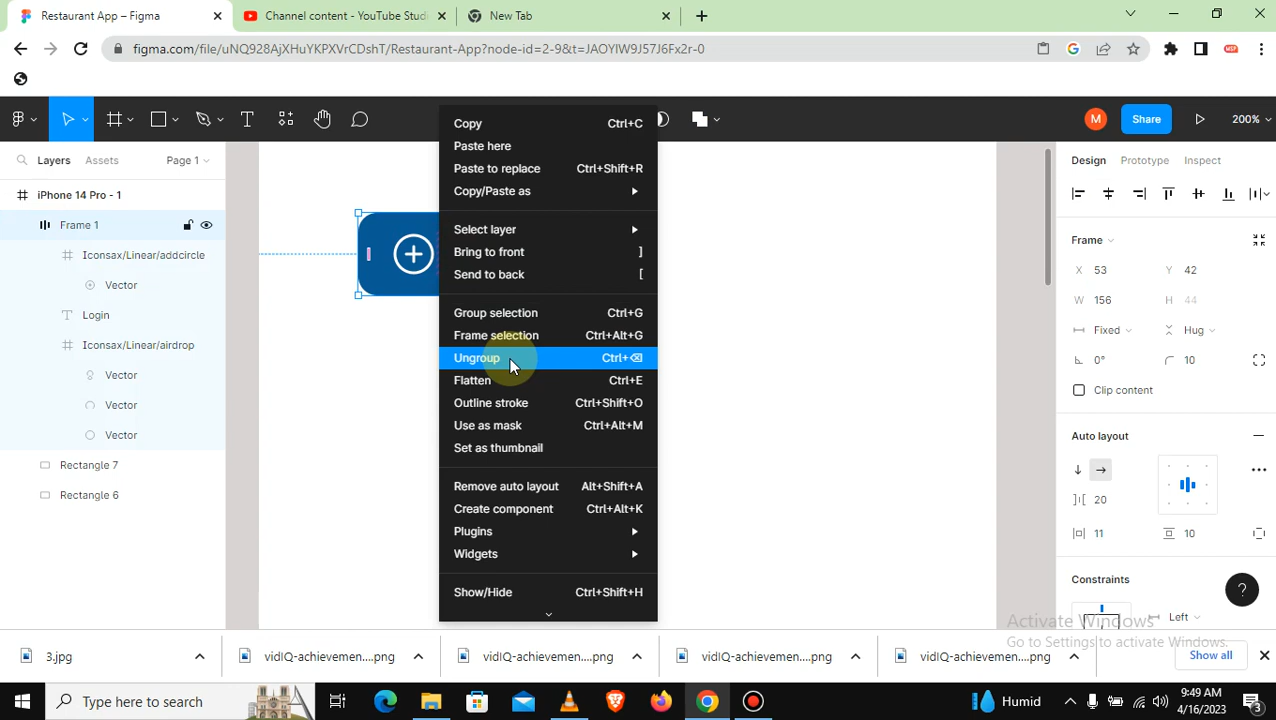 Restaurant App – Figma
Channel content - YouTube Studi
New Tab
figma.com/file/uNQ928AjXHuYKPXVrCDshT/Restaurant-App?node-id=2-9&t=JAOYIW9J57J6Fx2r-0
M
Share
200%
Layers
Assets
Page 1
Design
Prototype
Inspect
iPhone 14 Pro - 1
Frame 1
Iconsax/Linear/addcircle
Vector
Login
Iconsax/Linear/airdrop
Vector
Vector
Vector
Rectangle 7
Rectangle 6
Copy Ctrl+C
Paste here
Paste to replace Ctrl+Shift+R
Copy/Paste as
Select layer
Bring to front ]
Send to back [
Group selection Ctrl+G
Frame selection Ctrl+Alt+G
Ungroup Ctrl+⌫
Flatten Ctrl+E
Outline stroke Ctrl+Shift+O
Use as mask Ctrl+Alt+M
Set as thumbnail
Remove auto layout Alt+Shift+A
Create component Ctrl+Alt+K
Plugins
Widgets
Show/Hide Ctrl+Shift+H
Frame
X 53 Y 42
W 156 H 44
Fixed Hug
0° 10
Clip content
Auto layout
20
11 10
Constraints
Left
?
Activate Windows
Go to Settings to activate Windows.
3.jpg
vidIQ-achievemen....png
vidIQ-achievemen....png
vidIQ-achievemen....png
vidIQ-achievemen....png
Show all
Type here to search
Humid
9:49 AM
4/16/2023
3